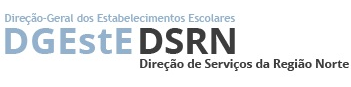 Direção-Geral dos Estabelecimentos Escolares
DGEstE DSRN
Direção de Serviços da Região Norte